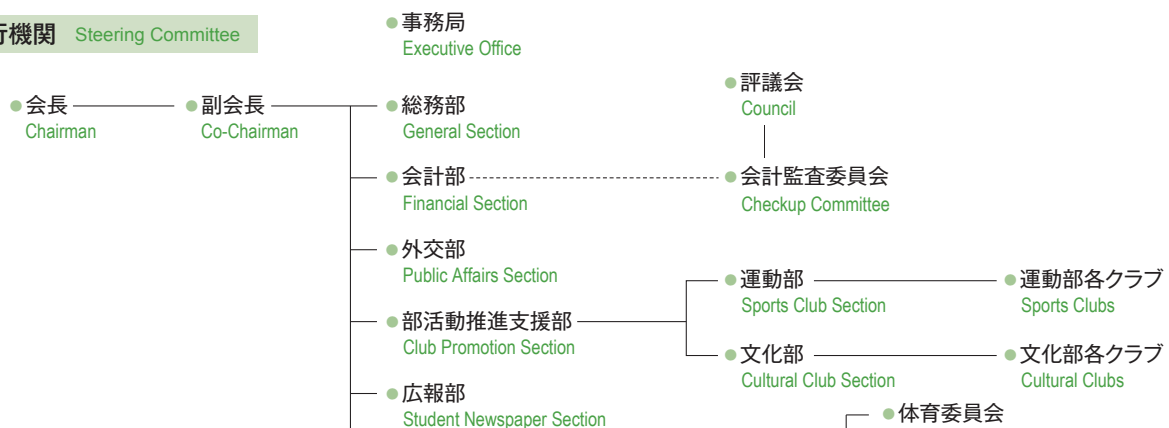 行機関 Steering Committee
事務局
Executive Office
会長
Chairman
副会長
Co-Chairman
総務部
General Section
評議会
Council
会計部
Financial Section
会計監査委員会
Checkup Committee
外交部
Public Affairs Section
部活動推進支援部
Club Promotion Section
運動部
Sports Club Section
運動部各クラブ
Sports Clubs
文化部
Cultural Club Section
文化部各クラブ
Cultural Clubs
広報部
Student Newspaper Section
体育委員会